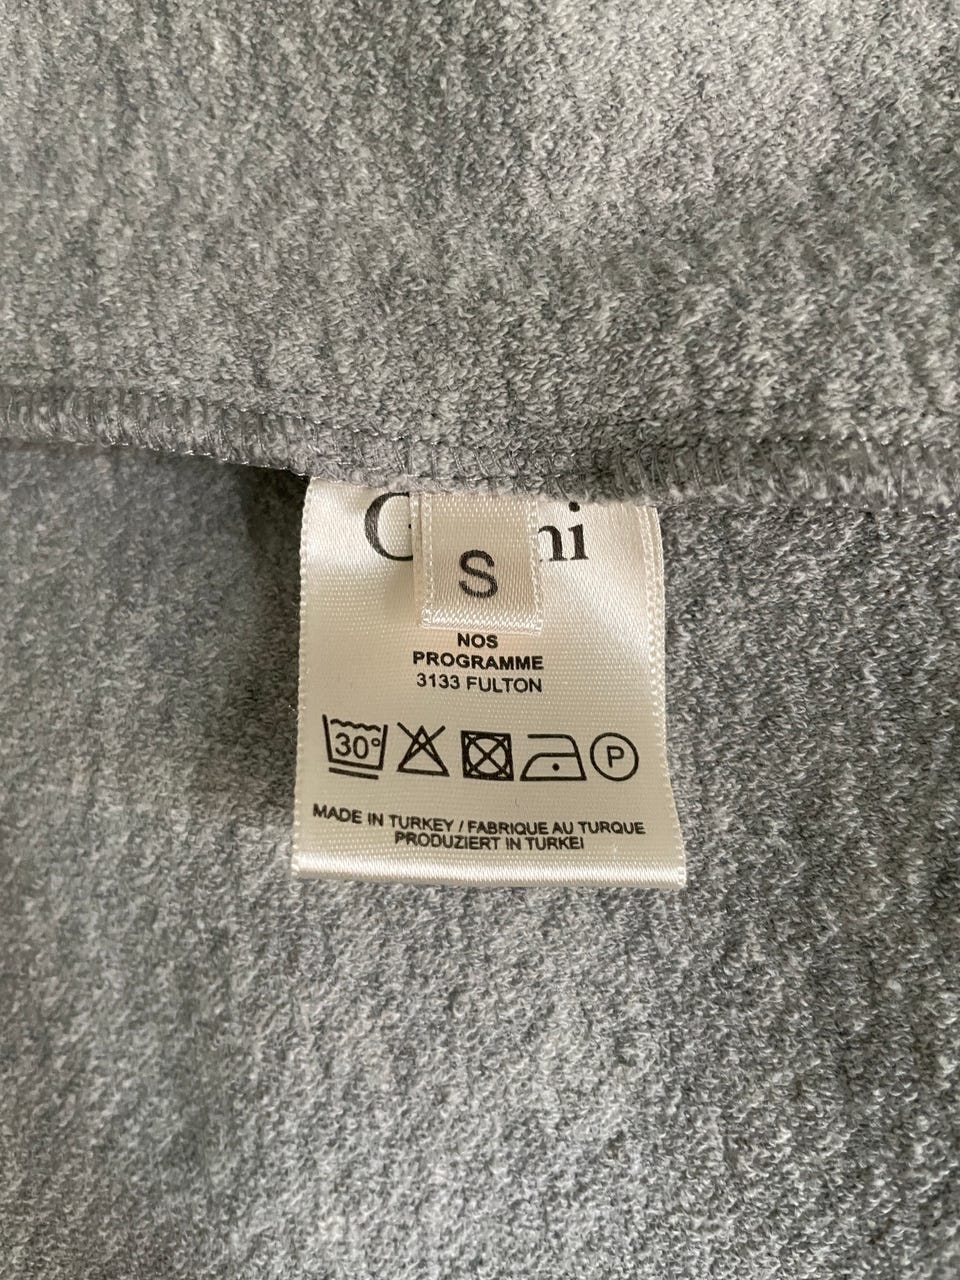 S
NOS
PROGRAMME
3133 FULTON
30°
P
MADE IN TURKEY / FABRIQUE AU TURQUE
PRODUZIERT IN TURKEI